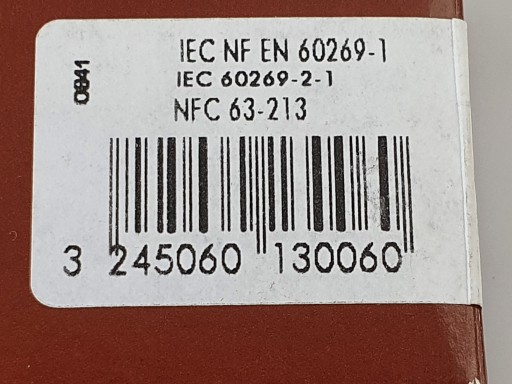 0841
IEC NF EN 60269-1
IEC 60269-2-1
NFC 63-213
3 245060 130060